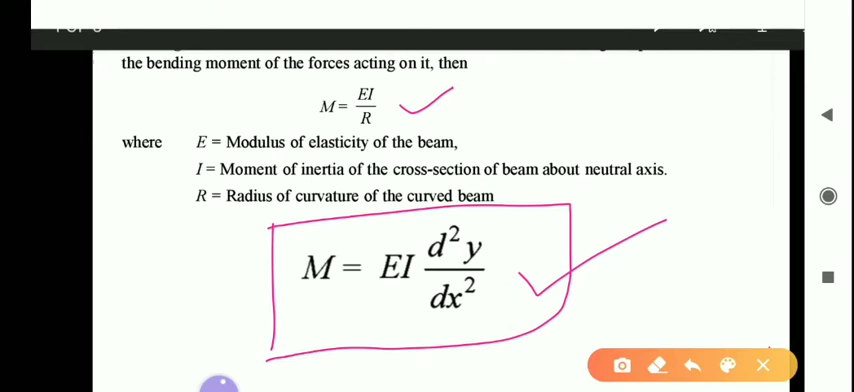 the bending moment of the forces acting on it, then
M = EI / R
where E = Modulus of elasticity of the beam,
I = Moment of inertia of the cross-section of beam about neutral axis.
R = Radius of curvature of the curved beam
M = EI d²y / dx²